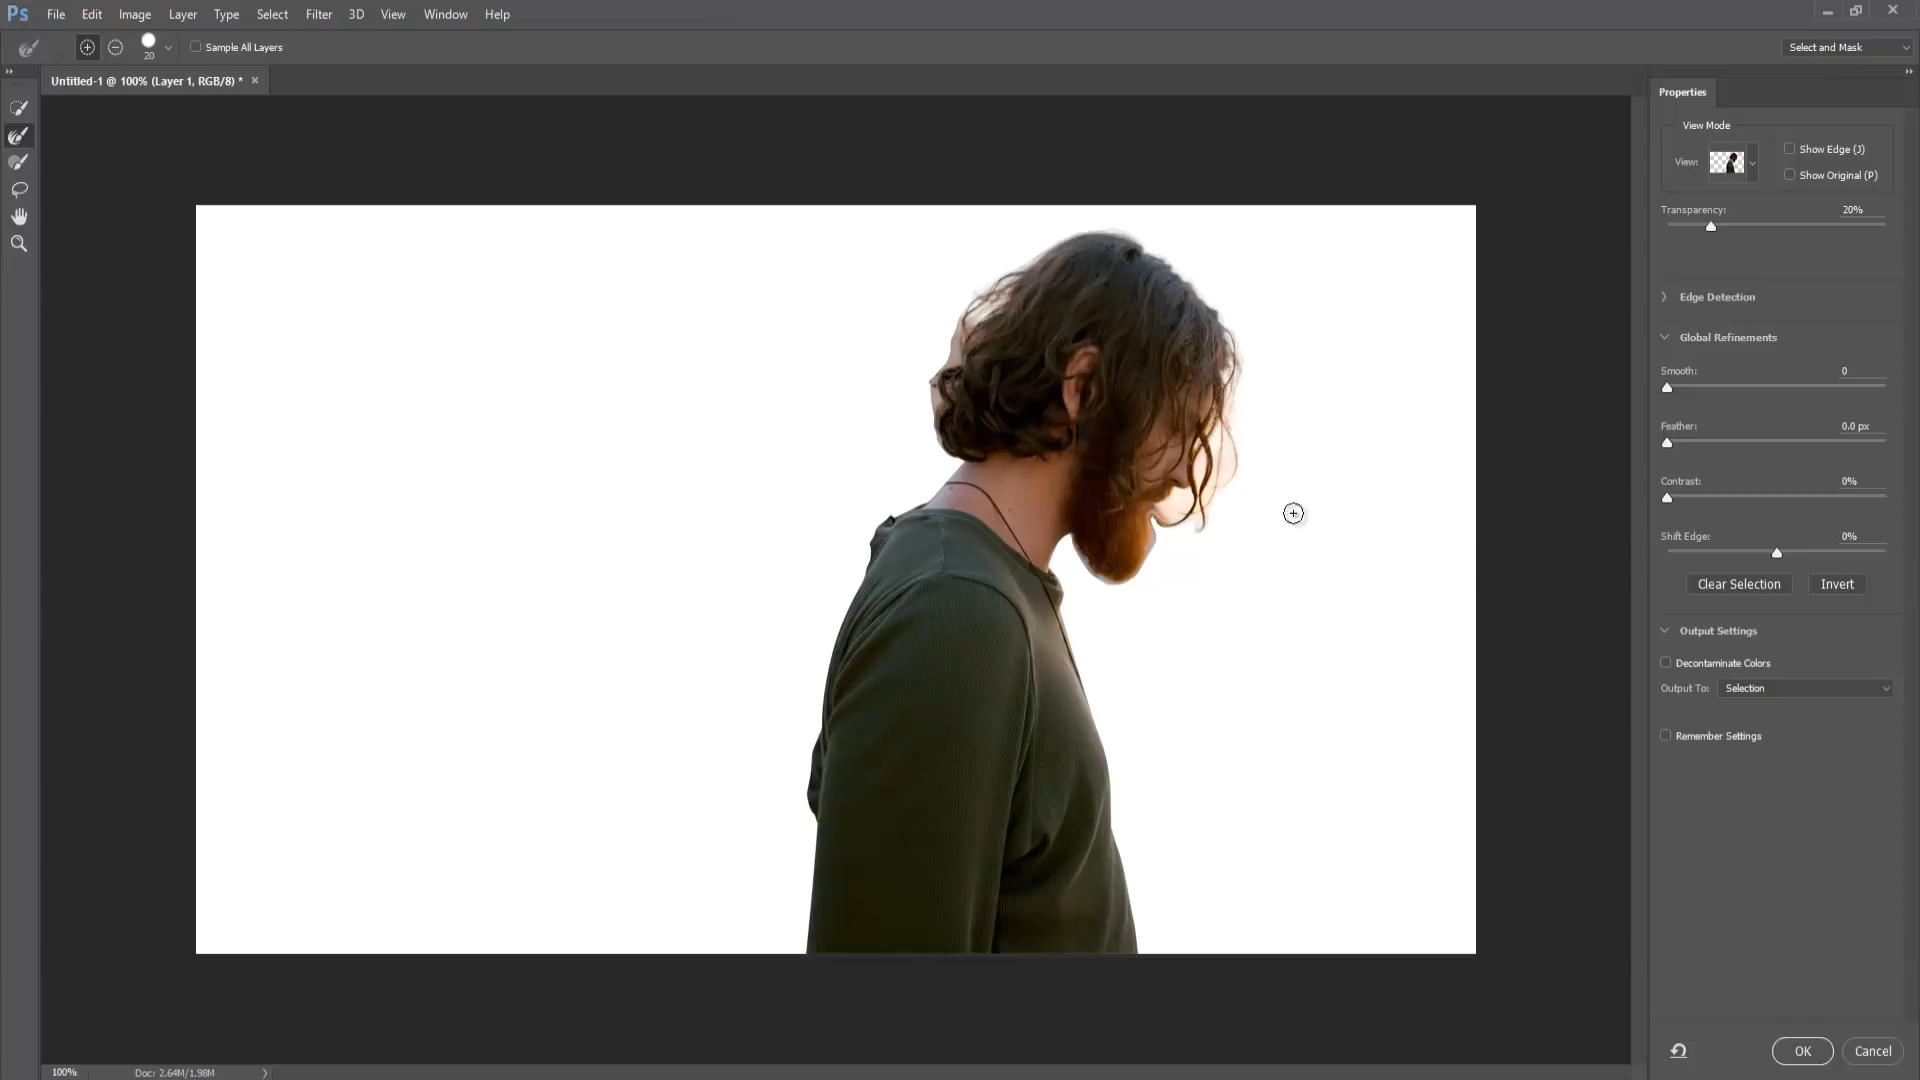 Ps File Edit Image Layer Type Select Filter 3D View Window Help
20 Sample All Layers Select and Mask
Untitled-1 @ 100% (Layer 1, RGB/8) *
Properties
View Mode
View: Show Edge (J)
Show Original (P)
Transparency: 20%
Edge Detection
Global Refinements
Smooth: 0
Feather: 0.0 px
Contrast: 0%
Shift Edge: 0%
Clear Selection Invert
Output Settings
Decontaminate Colors
Output To: Selection
Remember Settings
OK Cancel
100% Doc: 2.64M/1.98M